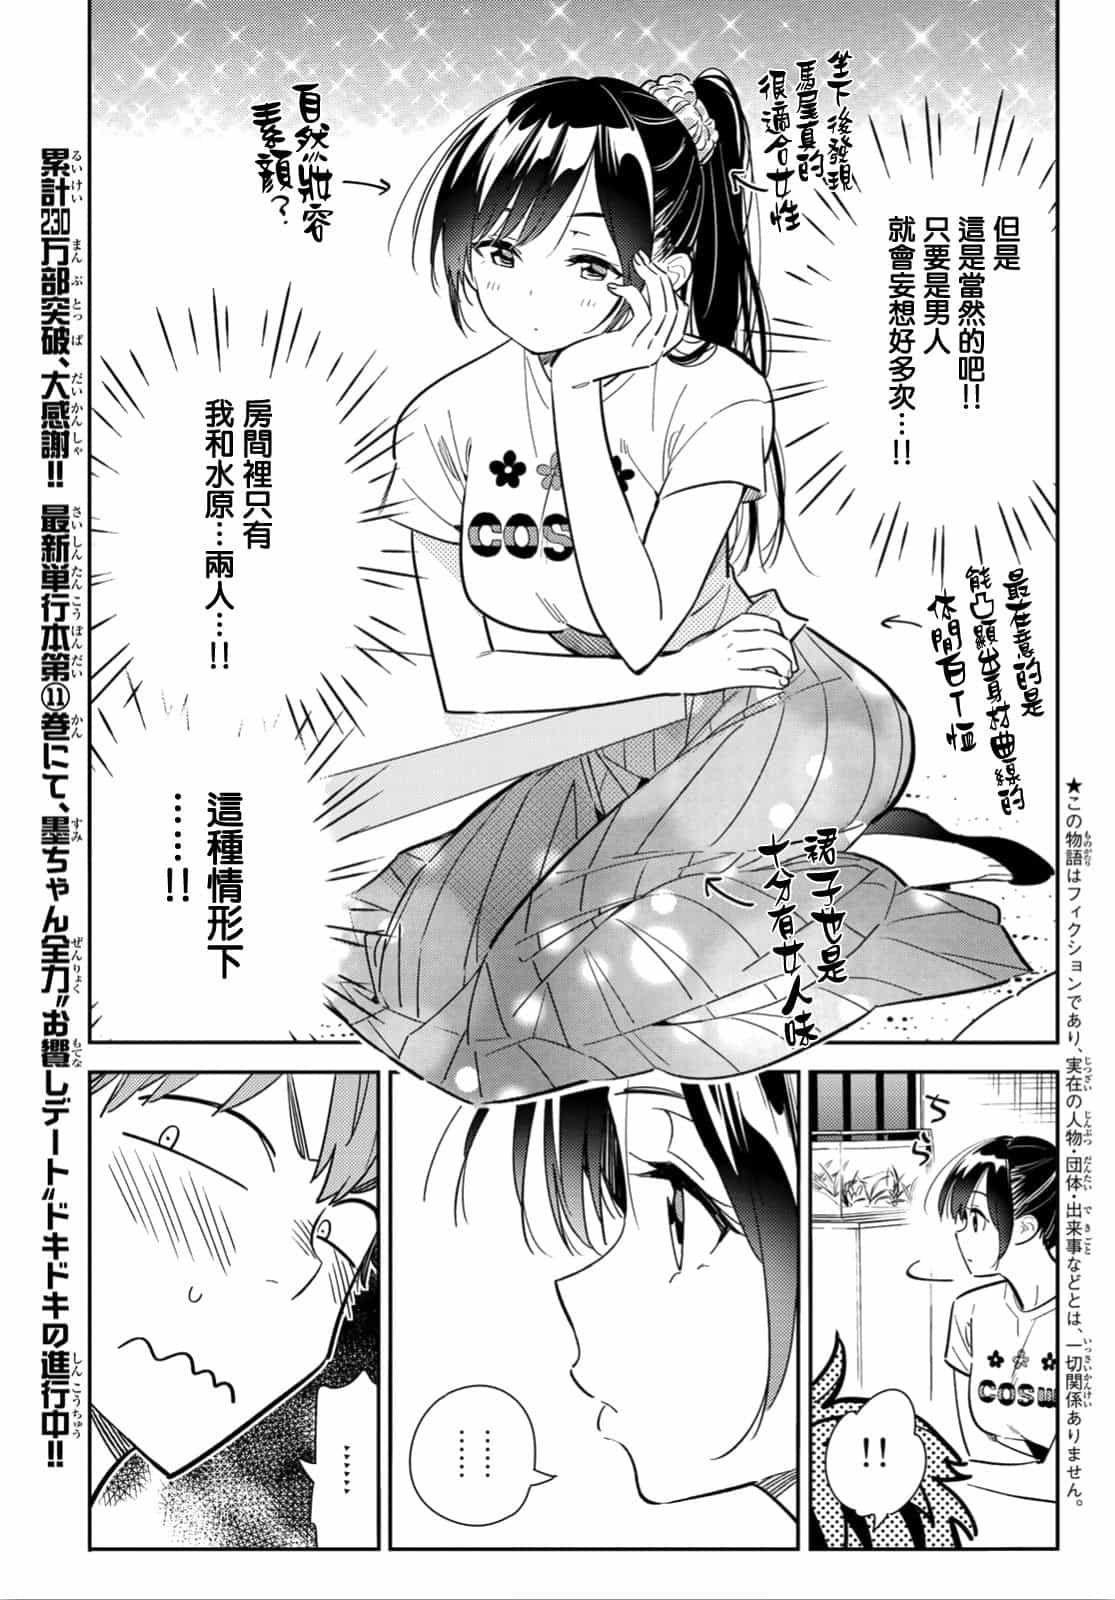 但是
這是當然的吧!!
只要是男人
就會妄想好多次…!!
坐下後發現
馬尾真的
很適合女性
自然妝容
素顏？
房間裡只有
我和水原…兩人…!!
最在意的是
能凸顯出身材曲線的
休閒白T恤
這種情形下
……!!
裙子也是
十分有女人味
COS
ちらっ
COSW
!!
……
……
累計230万部突破、大感謝!! 最新単行本第⑪巻にて、墨ちゃん全力“お饗しデート”ドキドキの進行中!!
★この物語はフィクションであり、実在の人物・団体・出来事などとは、一切関係ありません。